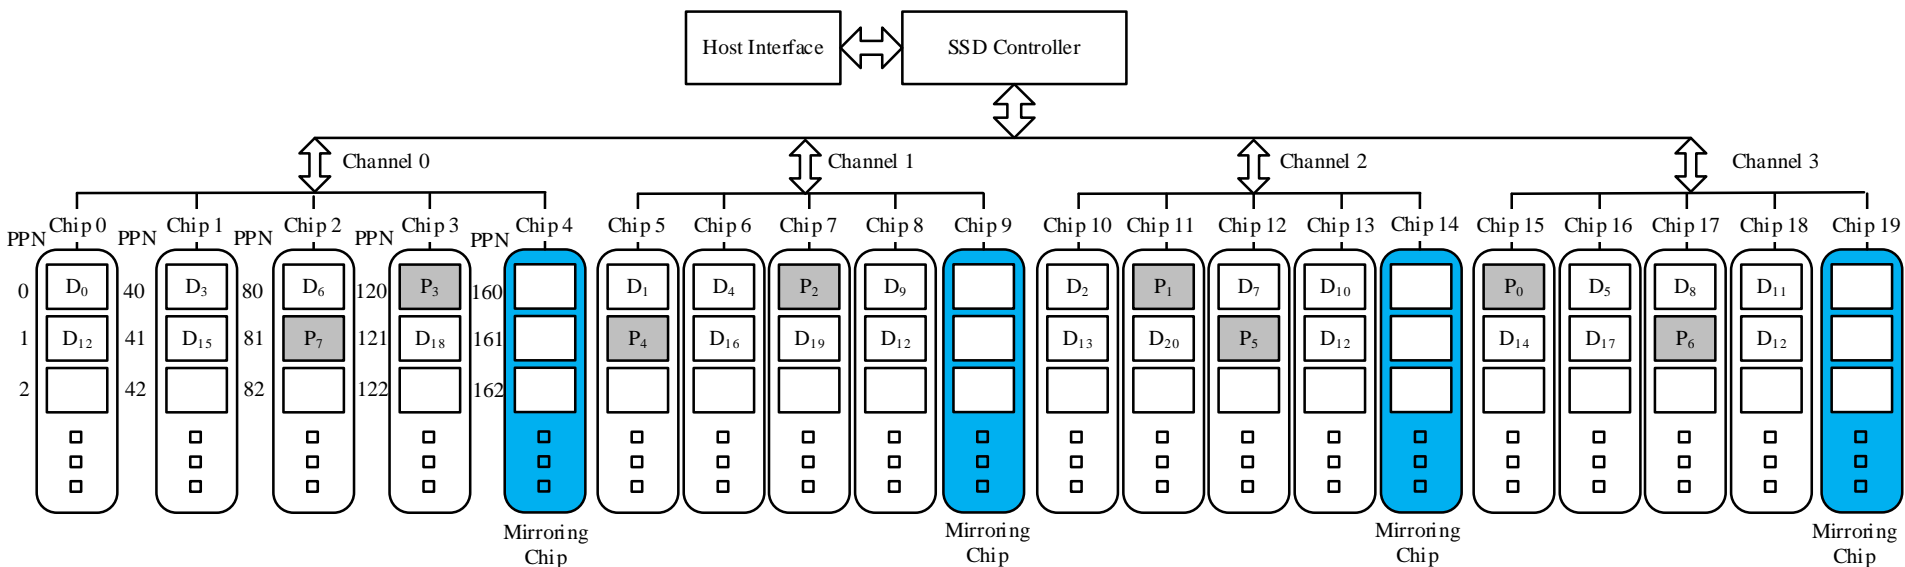 Host Interface
SSD Controller
Channel 0
Channel 1
Channel 2
Channel 3
PPN Chip 0 PPN Chip 1 PPN Chip 2 PPN Chip 3 PPN Chip 4 Chip 5 Chip 6 Chip 7 Chip 8 Chip 9 Chip 10 Chip 11 Chip 12 Chip 13 Chip 14 Chip 15 Chip 16 Chip 17 Chip 18 Chip 19
0 D₀ 40 D₃ 80 D₆ 120 P₃ 160 D₁ D₄ P₂ D₉ D₂ P₁ D₇ D₁₀ P₀ D₅ D₈ D₁₁
1 D₁₂ 41 D₁₅ 81 P₇ 121 D₁₈ 161 P₄ D₁₆ D₁₉ D₁₂ D₁₃ D₂₀ P₅ D₁₂ D₁₄ D₁₇ P₆ D₁₂
2 42 82 122 162
Mirroring
Chip
Mirroring
Chip
Mirroring
Chip
Mirroring
Chip